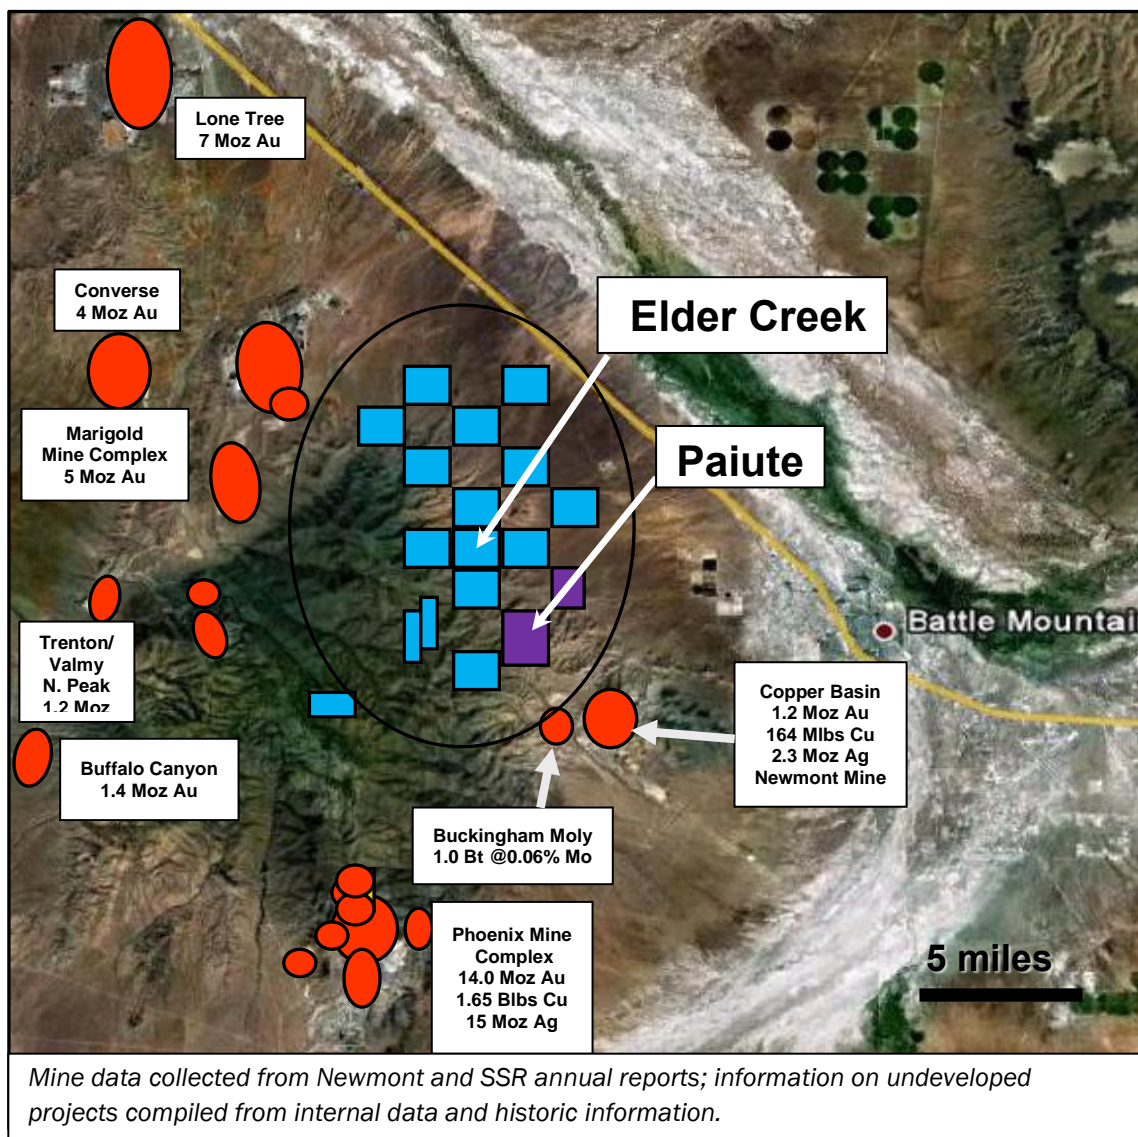 Lone Tree
7 Moz Au
Converse
4 Moz Au
Elder Creek
Marigold
Mine Complex
5 Moz Au
Paiute
Battle Mountai
Trenton/
Valmy
N. Peak
1.2 Moz
Copper Basin
1.2 Moz Au
164 Mlbs Cu
2.3 Moz Ag
Newmont Mine
Buffalo Canyon
1.4 Moz Au
Buckingham Moly
1.0 Bt @0.06% Mo
Phoenix Mine
Complex
14.0 Moz Au
1.65 Blbs Cu
15 Moz Ag
5 miles
Mine data collected from Newmont and SSR annual reports; information on undeveloped
projects compiled from internal data and historic information.